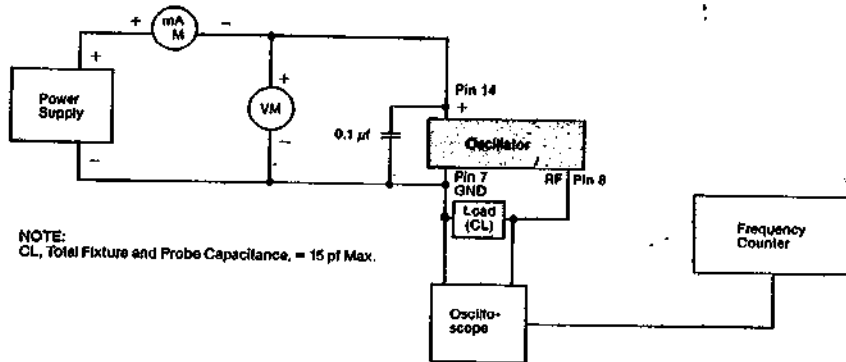 + mA M -
+
Power Supply
-
+
VM
-
Pin 14
+
0.1 µf
Oscillator
Pin 7
GND
RF Pin 8
Load
(CL)
NOTE:
CL, Total Fixture and Probe Capacitance, = 15 pf Max.
Frequency
Counter
Oscillo-
scope